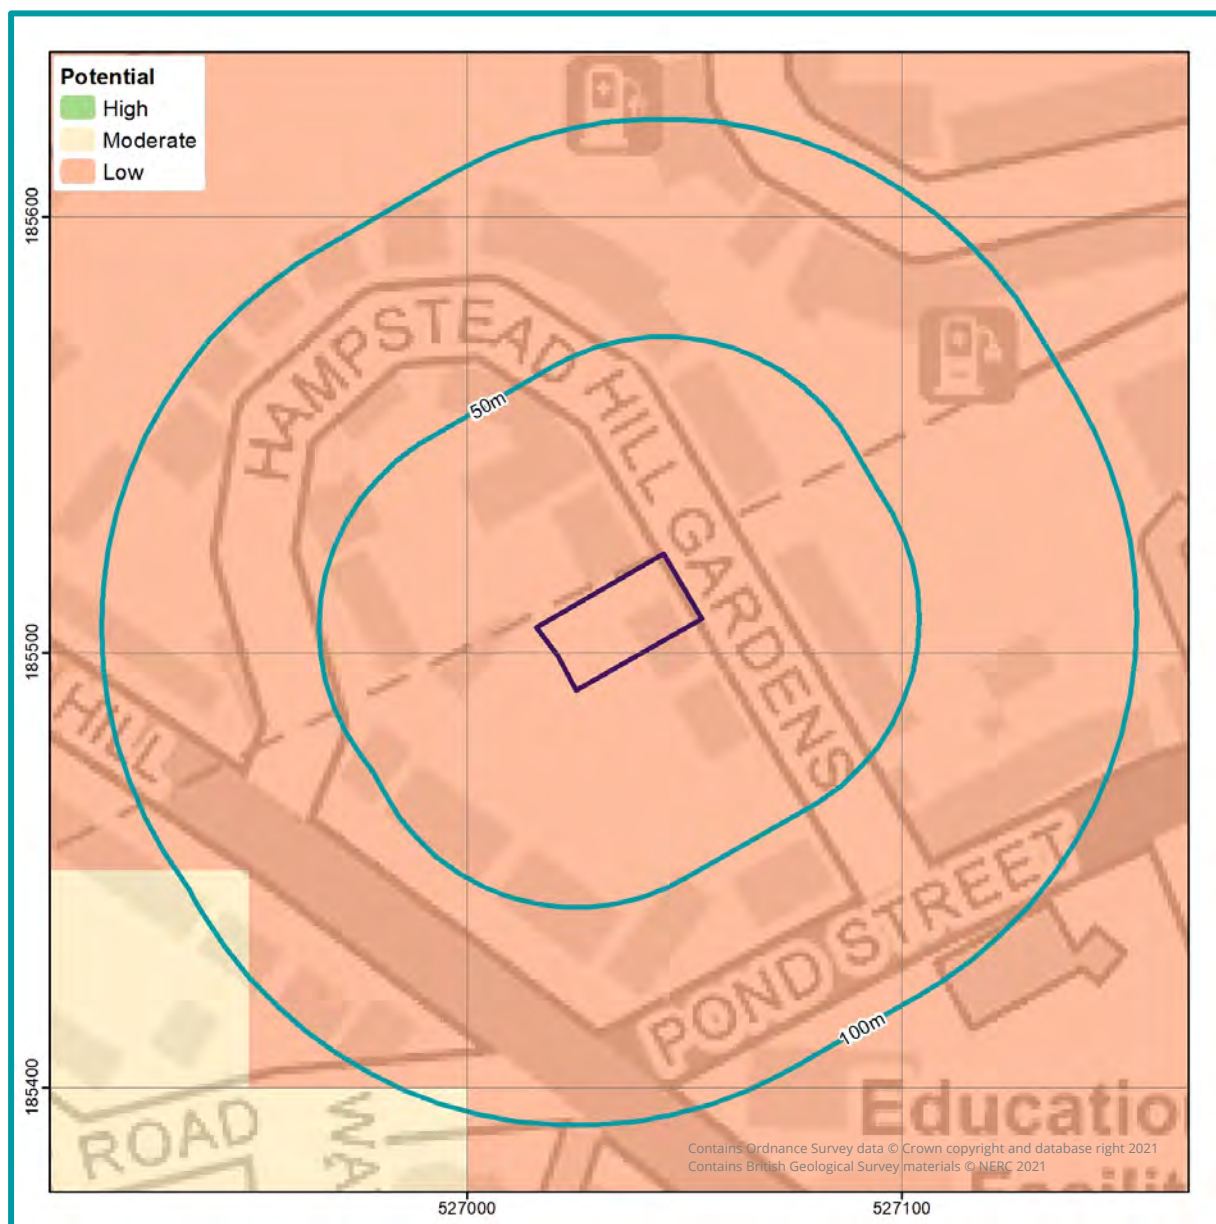 Potential
High
Moderate
Low
185600
185500
185400
527000
527100
50m
100m
HAMPSTEAD HILL GARDENS
HILL
POND STREET
ROAD
Education
Contains Ordnance Survey data © Crown copyright and database right 2021
Contains British Geological Survey materials © NERC 2021